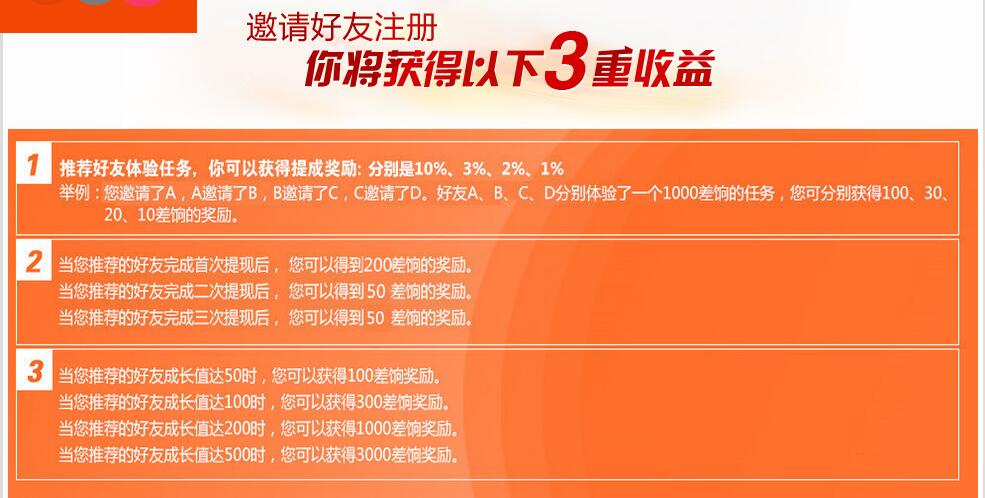 邀请好友注册
你将获得以下3重收益
1 推荐好友体验任务，你可以获得提成奖励: 分别是10%、3%、2%、1%
举例：您邀请了A，A邀请了B，B邀请了C，C邀请了D。好友A、B、C、D分别体验了一个1000差饷的任务，您可分别获得100、30、
20、10差饷的奖励。
2 当您推荐的好友完成首次提现后， 您可以得到200差饷的奖励。
当您推荐的好友完成二次提现后， 您可以得到 50 差饷的奖励。
当您推荐的好友完成三次提现后， 您可以得到 50 差饷的奖励。
3 当您推荐的好友成长值达50时，您可以获得100差饷奖励。
当您推荐的好友成长值达100时，您可以获得300差饷奖励。
当您推荐的好友成长值达200时，您可以获得1000差饷奖励。
当您推荐的好友成长值达500时，您可以获得3000差饷奖励。